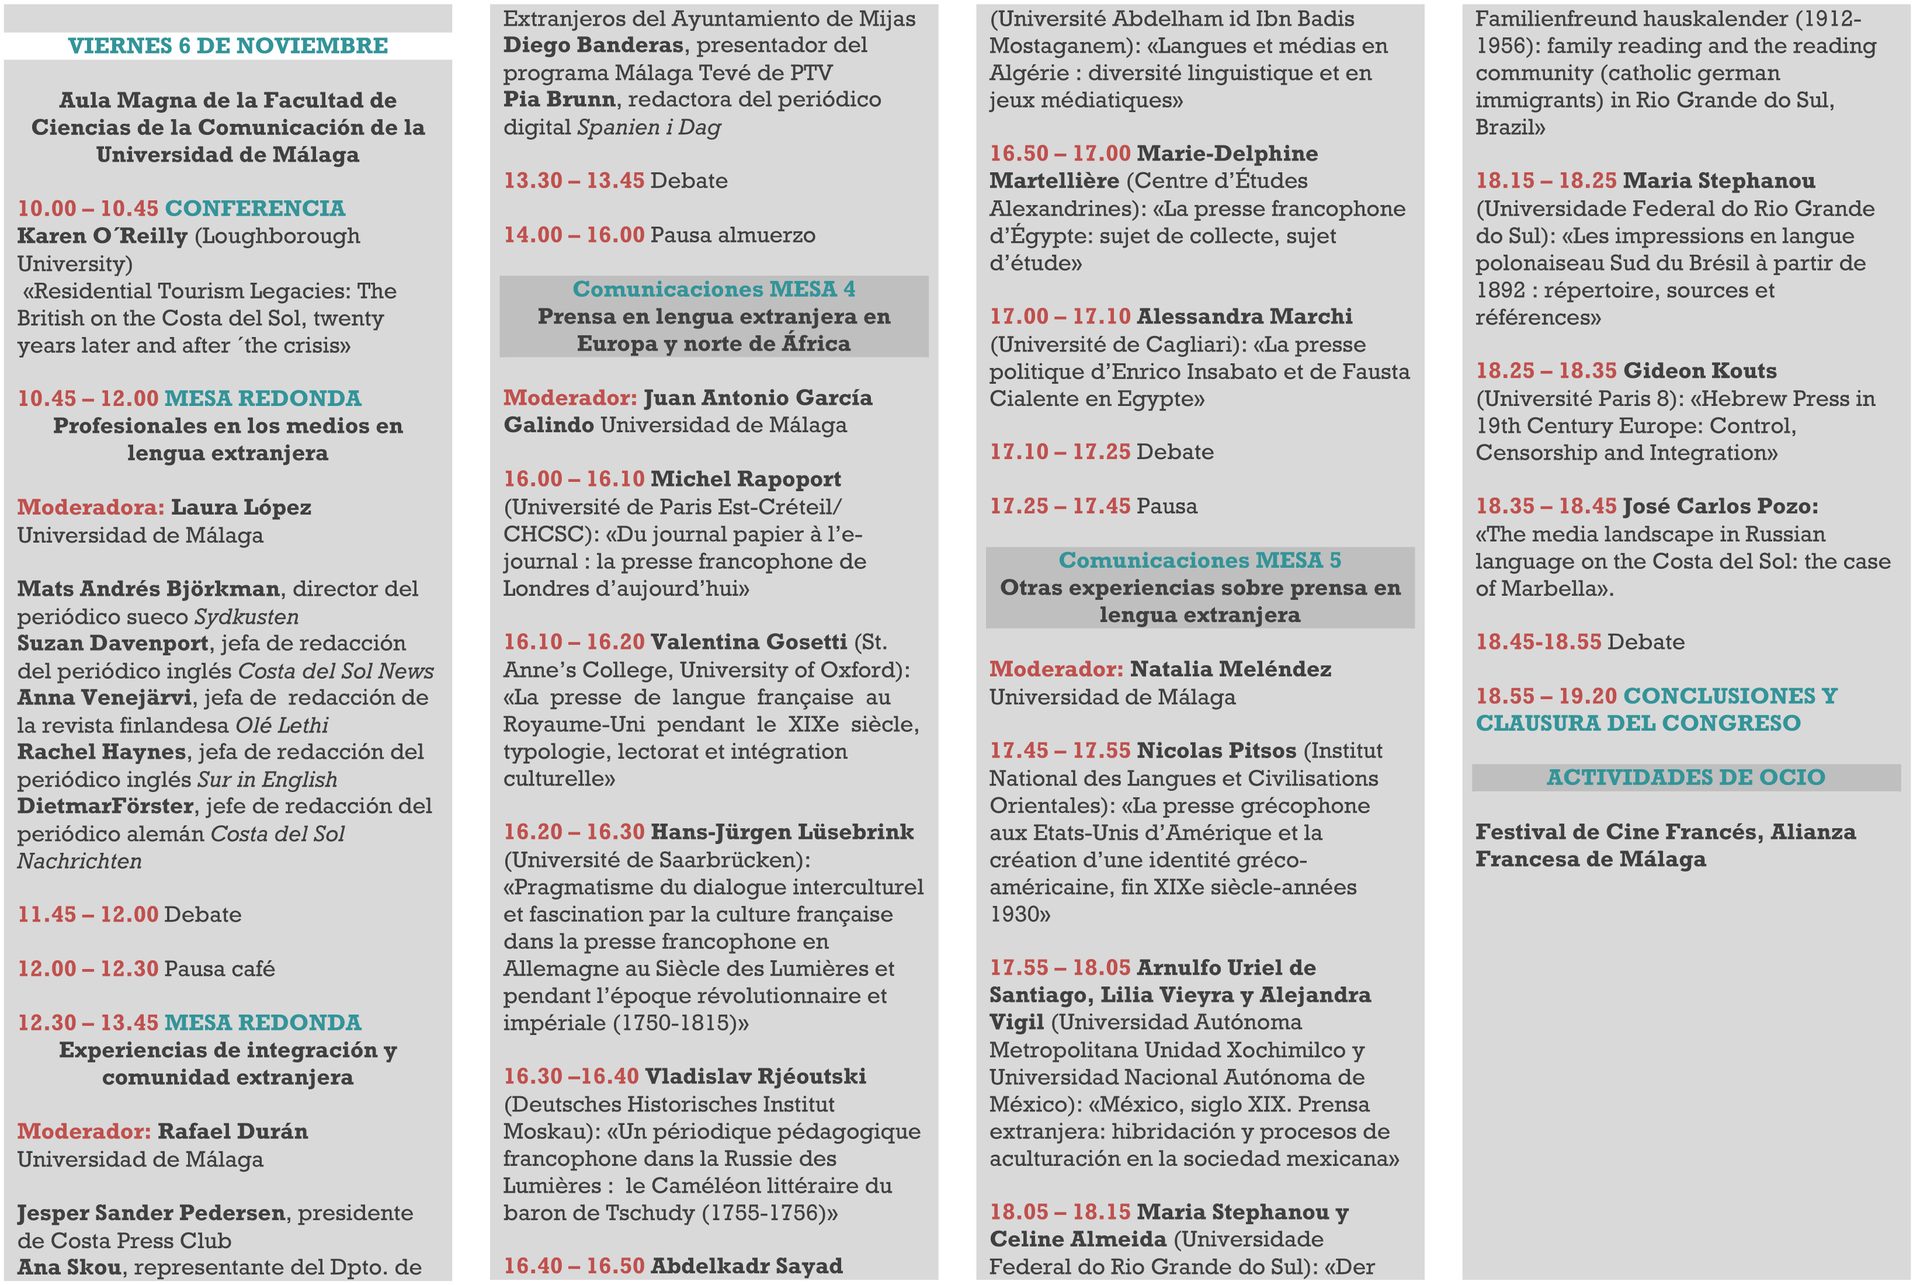 VIERNES 6 DE NOVIEMBRE
Aula Magna de la Facultad de
Ciencias de la Comunicación de la
Universidad de Málaga
10.00 – 10.45 CONFERENCIA
Karen O´Reilly (Loughborough
University)
«Residential Tourism Legacies: The
British on the Costa del Sol, twenty
years later and after ´the crisis»
10.45 – 12.00 MESA REDONDA
Profesionales en los medios en
lengua extranjera
Moderadora: Laura López
Universidad de Málaga
Mats Andrés Björkman, director del
periódico sueco Sydkusten
Suzan Davenport, jefa de redacción
del periódico inglés Costa del Sol News
Anna Venejärvi, jefa de redacción de
la revista finlandesa Olé Lethi
Rachel Haynes, jefa de redacción del
periódico inglés Sur in English
DietmarFörster, jefe de redacción del
periódico alemán Costa del Sol
Nachrichten
11.45 – 12.00 Debate
12.00 – 12.30 Pausa café
12.30 – 13.45 MESA REDONDA
Experiencias de integración y
comunidad extranjera
Moderador: Rafael Durán
Universidad de Málaga
Jesper Sander Pedersen, presidente
de Costa Press Club
Ana Skou, representante del Dpto. de
Extranjeros del Ayuntamiento de Mijas
Diego Banderas, presentador del
programa Málaga Tevé de PTV
Pia Brunn, redactora del periódico
digital Spanien i Dag
13.30 – 13.45 Debate
14.00 – 16.00 Pausa almuerzo
Comunicaciones MESA 4
Prensa en lengua extranjera en
Europa y norte de África
Moderador: Juan Antonio García
Galindo Universidad de Málaga
16.00 – 16.10 Michel Rapoport
(Université de Paris Est-Créteil/
CHCSC): «Du journal papier à l’e-
journal : la presse francophone de
Londres d’aujourd’hui»
16.10 – 16.20 Valentina Gosetti (St.
Anne’s College, University of Oxford):
«La presse de langue française au
Royaume-Uni pendant le XIXe siècle,
typologie, lectorat et intégration
culturelle»
16.20 – 16.30 Hans-Jürgen Lüsebrink
(Université de Saarbrücken):
«Pragmatisme du dialogue interculturel
et fascination par la culture française
dans la presse francophone en
Allemagne au Siècle des Lumières et
pendant l’époque révolutionnaire et
impériale (1750-1815)»
16.30 –16.40 Vladislav Rjéoutski
(Deutsches Historisches Institut
Moskau): «Un périodique pédagogique
francophone dans la Russie des
Lumières : le Caméléon littéraire du
baron de Tschudy (1755-1756)»
16.40 – 16.50 Abdelkadr Sayad
(Université Abdelham id Ibn Badis
Mostaganem): «Langues et médias en
Algérie : diversité linguistique et en
jeux médiatiques»
16.50 – 17.00 Marie-Delphine
Martellière (Centre d’Études
Alexandrines): «La presse francophone
d’Égypte: sujet de collecte, sujet
d’étude»
17.00 – 17.10 Alessandra Marchi
(Université de Cagliari): «La presse
politique d’Enrico Insabato et de Fausta
Cialente en Egypte»
17.10 – 17.25 Debate
17.25 – 17.45 Pausa
Comunicaciones MESA 5
Otras experiencias sobre prensa en
lengua extranjera
Moderador: Natalia Meléndez
Universidad de Málaga
17.45 – 17.55 Nicolas Pitsos (Institut
National des Langues et Civilisations
Orientales): «La presse grécophone
aux Etats-Unis d’Amérique et la
création d’une identité gréco-
américaine, fin XIXe siècle-années
1930»
17.55 – 18.05 Arnulfo Uriel de
Santiago, Lilia Vieyra y Alejandra
Vigil (Universidad Autónoma
Metropolitana Unidad Xochimilco y
Universidad Nacional Autónoma de
México): «México, siglo XIX. Prensa
extranjera: hibridación y procesos de
aculturación en la sociedad mexicana»
18.05 – 18.15 Maria Stephanou y
Celine Almeida (Universidade
Federal do Rio Grande do Sul): «Der
Familienfreund hauskalender (1912-
1956): family reading and the reading
community (catholic german
immigrants) in Rio Grande do Sul,
Brazil»
18.15 – 18.25 Maria Stephanou
(Universidade Federal do Rio Grande
do Sul): «Les impressions en langue
polonaiseau Sud du Brésil à partir de
1892 : répertoire, sources et
références»
18.25 – 18.35 Gideon Kouts
(Université Paris 8): «Hebrew Press in
19th Century Europe: Control,
Censorship and Integration»
18.35 – 18.45 José Carlos Pozo:
«The media landscape in Russian
language on the Costa del Sol: the case
of Marbella».
18.45-18.55 Debate
18.55 – 19.20 CONCLUSIONES Y
CLAUSURA DEL CONGRESO
ACTIVIDADES DE OCIO
Festival de Cine Francés, Alianza
Francesa de Málaga